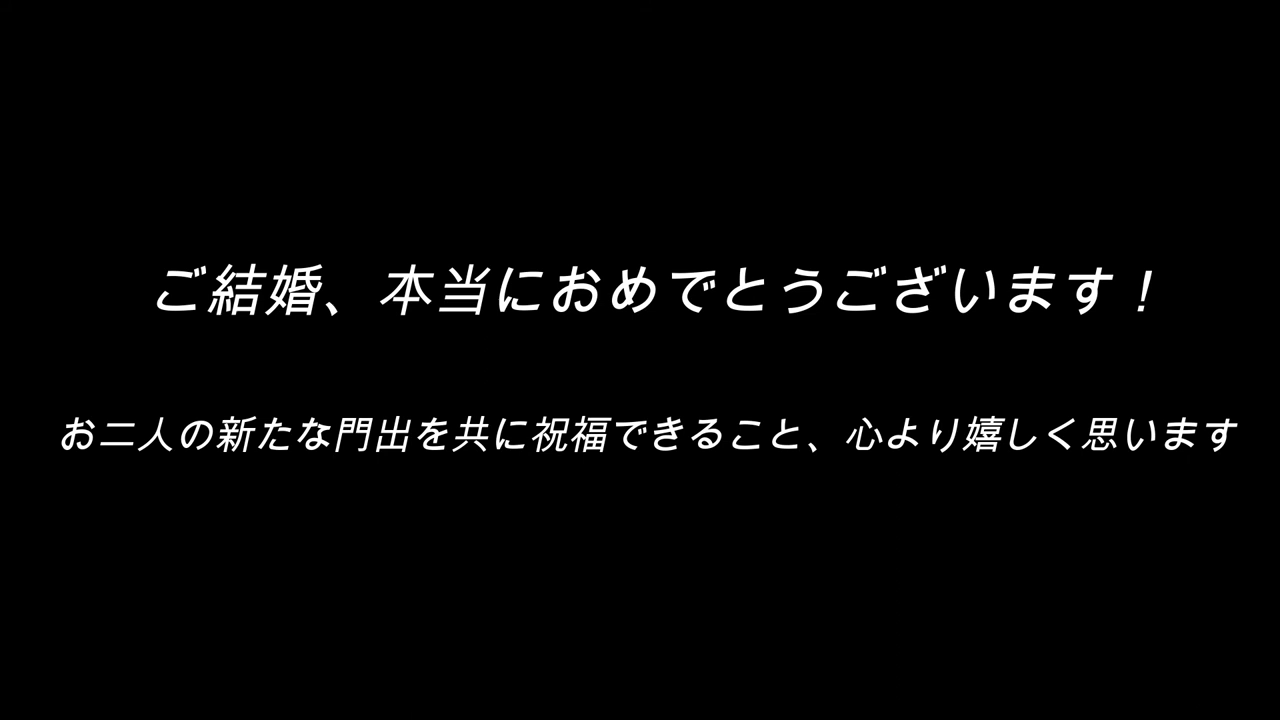 ご結婚、本当におめでとうございます！
お二人の新たな門出を共に祝福できること、心より嬉しく思います